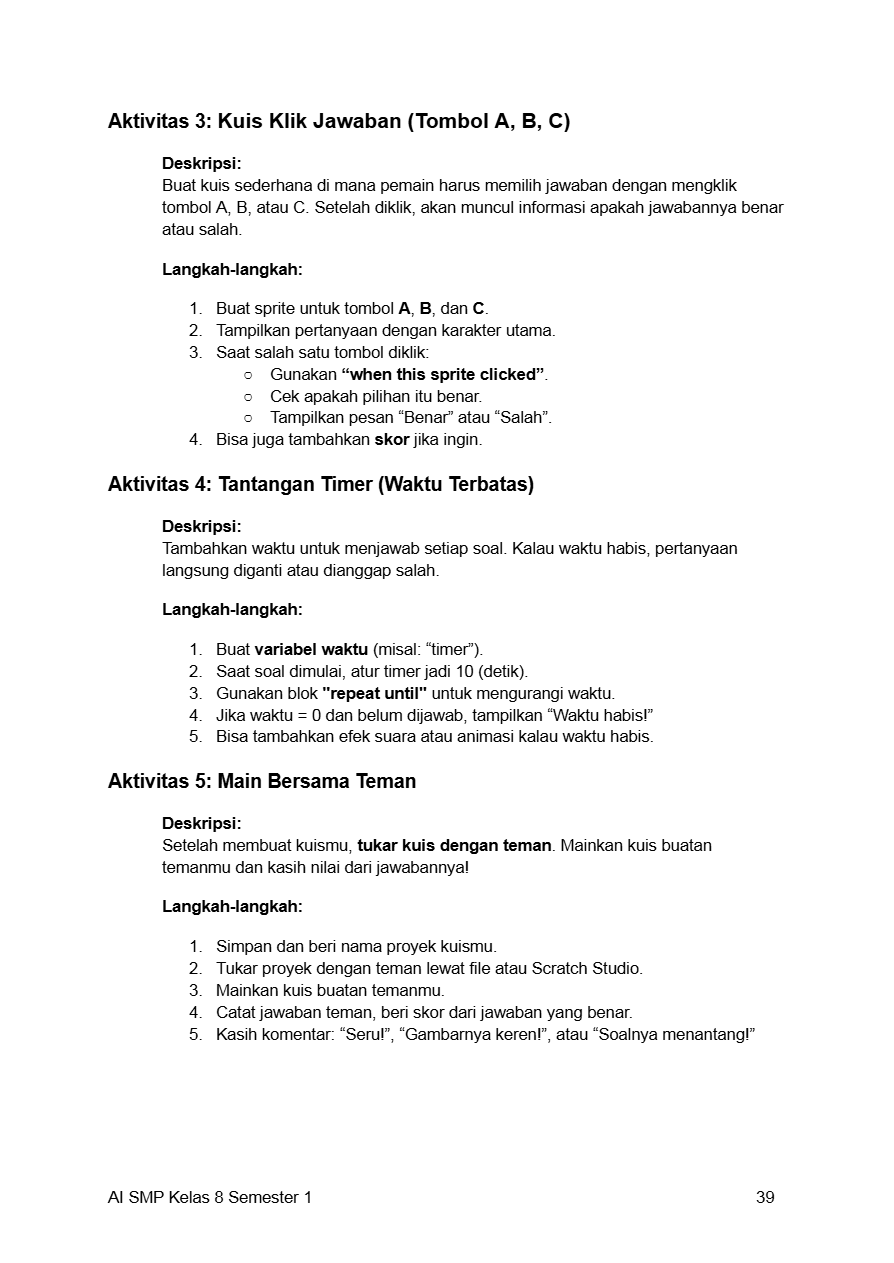 Aktivitas 3: Kuis Klik Jawaban (Tombol A, B, C)
Deskripsi:
Buat kuis sederhana di mana pemain harus memilih jawaban dengan mengklik
tombol A, B, atau C. Setelah diklik, akan muncul informasi apakah jawabannya benar
atau salah.
Langkah-langkah:
1. Buat sprite untuk tombol A, B, dan C.
2. Tampilkan pertanyaan dengan karakter utama.
3. Saat salah satu tombol diklik:
○ Gunakan “when this sprite clicked”.
○ Cek apakah pilihan itu benar.
○ Tampilkan pesan “Benar” atau “Salah”.
4. Bisa juga tambahkan skor jika ingin.
Aktivitas 4: Tantangan Timer (Waktu Terbatas)
Deskripsi:
Tambahkan waktu untuk menjawab setiap soal. Kalau waktu habis, pertanyaan
langsung diganti atau dianggap salah.
Langkah-langkah:
1. Buat variabel waktu (misal: “timer”).
2. Saat soal dimulai, atur timer jadi 10 (detik).
3. Gunakan blok "repeat until" untuk mengurangi waktu.
4. Jika waktu = 0 dan belum dijawab, tampilkan “Waktu habis!”
5. Bisa tambahkan efek suara atau animasi kalau waktu habis.
Aktivitas 5: Main Bersama Teman
Deskripsi:
Setelah membuat kuismu, tukar kuis dengan teman. Mainkan kuis buatan
temanmu dan kasih nilai dari jawabannya!
Langkah-langkah:
1. Simpan dan beri nama proyek kuismu.
2. Tukar proyek dengan teman lewat file atau Scratch Studio.
3. Mainkan kuis buatan temanmu.
4. Catat jawaban teman, beri skor dari jawaban yang benar.
5. Kasih komentar: “Seru!”, “Gambarnya keren!”, atau “Soalnya menantang!”
AI SMP Kelas 8 Semester 1 39